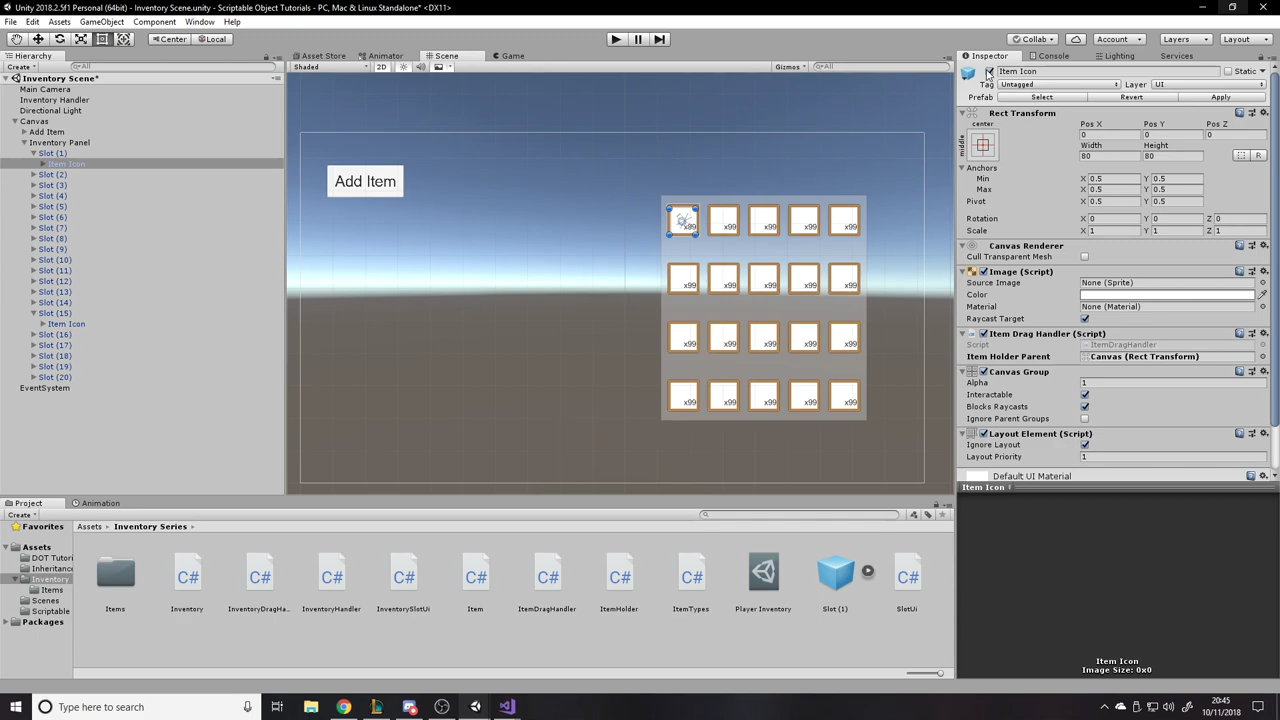 Unity 2018.2.5f1 Personal (64bit) - Inventory Scene.unity - Scriptable Object Tutorials - PC, Mac & Linux Standalone* <DX11>
File Edit Assets GameObject Component Window Help
Center Local Collab Account Layers Layout
Hierarchy Asset Store Animator Scene Game Inspector Console Lighting Services
Create All Shaded 2D Gizmos All Item Icon Static
Inventory Scene*
Main Camera
Inventory Handler
Directional Light
Canvas
Add Item
Inventory Panel
Slot (1)
Item Icon
Slot (2)
Slot (3)
Slot (4)
Slot (5)
Slot (6)
Slot (7)
Slot (8)
Slot (9)
Slot (10)
Slot (11)
Slot (12)
Slot (13)
Slot (14)
Slot (15)
Item Icon
Slot (16)
Slot (17)
Slot (18)
Slot (19)
Slot (20)
EventSystem
Add Item
x99 x99 x99 x99 x99
x99 x99 x99 x99 x99
x99 x99 x99 x99 x99
x99 x99 x99 x99 x99
Tag Untagged Layer UI
Prefab Select Revert Apply
Rect Transform
center Pos X Pos Y Pos Z
middle 0 0 0
Width Height
80 80 R
Anchors
Min X 0.5 Y 0.5
Max X 0.5 Y 0.5
Pivot X 0.5 Y 0.5
Rotation X 0 Y 0 Z 0
Scale X 1 Y 1 Z 1
Canvas Renderer
Cull Transparent Mesh
Image (Script)
Source Image None (Sprite)
Color
Material None (Material)
Raycast Target
Item Drag Handler (Script)
Script ItemDragHandler
Item Holder Parent Canvas (Rect Transform)
Canvas Group
Alpha 1
Interactable
Blocks Raycasts
Ignore Parent Groups
Layout Element (Script)
Ignore Layout
Layout Priority 1
Default UI Material
Item Icon
Item Icon
Image Size: 0x0
Project Animation
Create
Favorites
Assets
DOT Tutori
Inheritance
Inventory
Items
Scenes
Scriptable
Packages
Assets Inventory Series
Items Inventory InventoryDragHa... InventoryHandler InventorySlotUi Item ItemDragHandler ItemHolder ItemTypes Player Inventory Slot (1) SlotUi
C# C# C# C# C# C# C# C# C#
Type here to search
20:45
10/11/2018